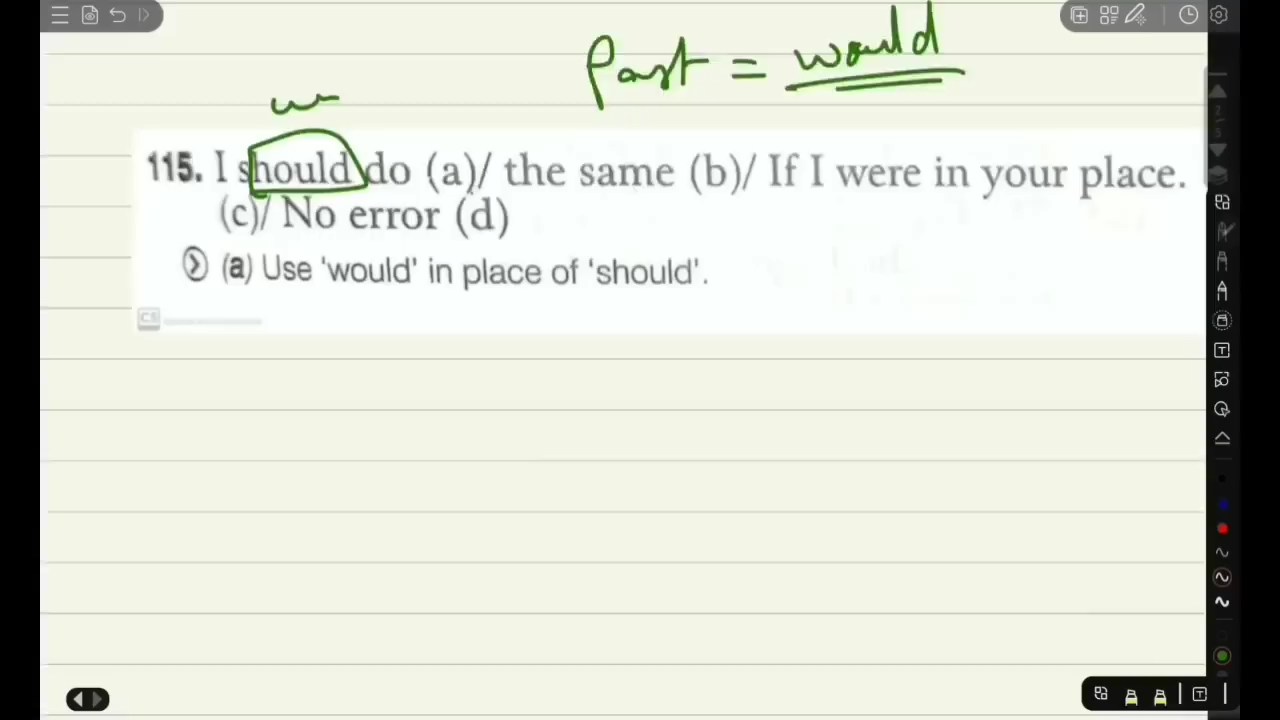 Past = would
w
115. I should do (a)/ the same (b)/ If I were in your place.
(c)/ No error (d)
(a) Use 'would' in place of 'should'.
CS